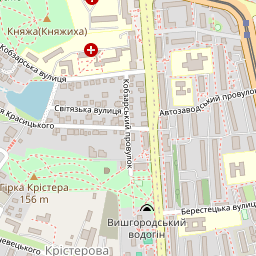 Княжа(Княжиха)
Кобзарська вулиця
Світязька вулиця
Кобзарський провулок
Автозаводський провулок
Красицького
Гірка Крістера
156 m
Берестецька вулиця
Вишгородський
водогін
Крістерова